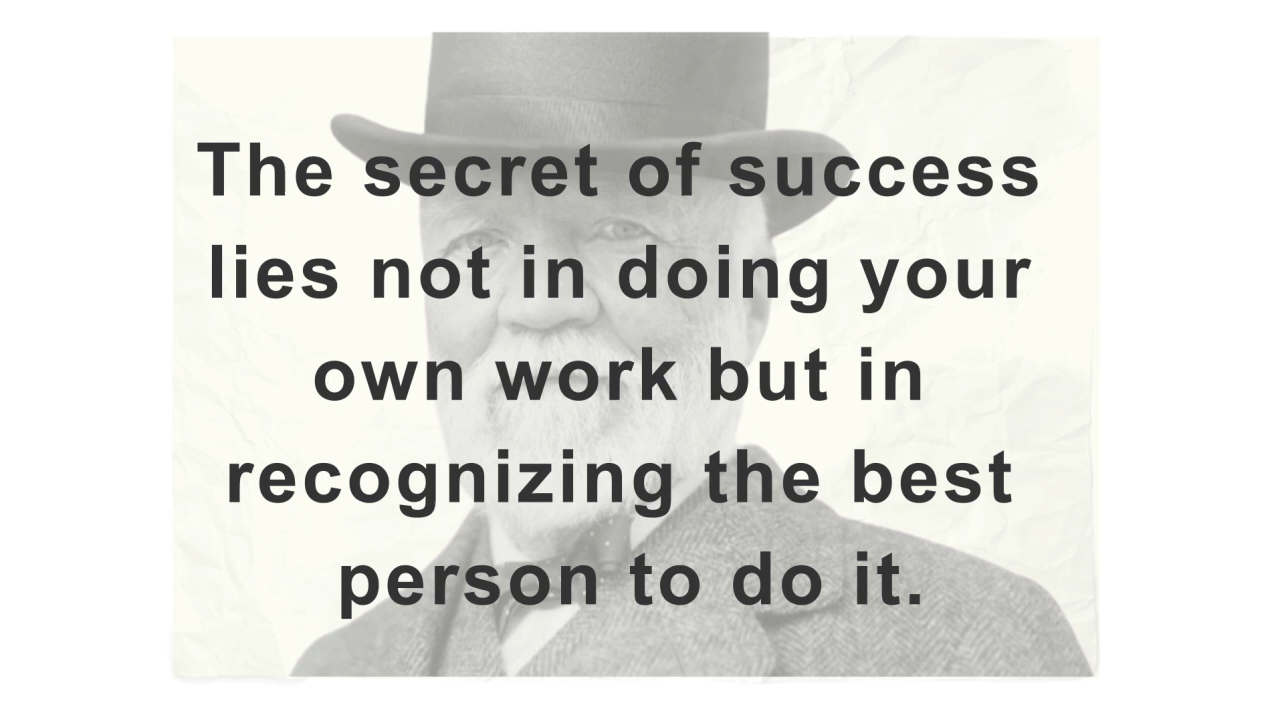 The secret of success
lies not in doing your
own work but in
recognizing the best
person to do it.